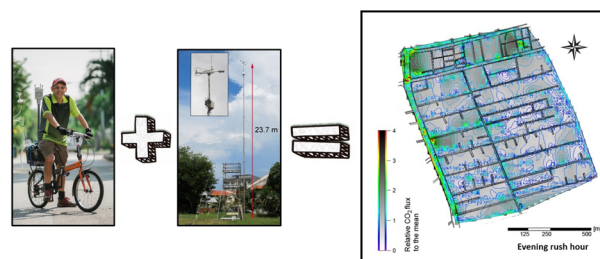 23.7 m
4
3
2
1
0
Relative CO₂ flux
to the mean
[m]
125 250 500
Evening rush hour